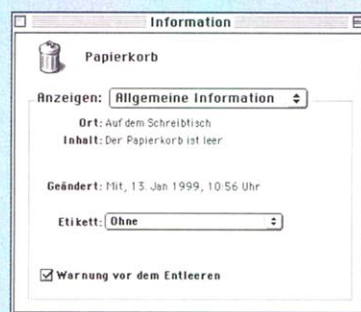 Information
Papierkorb
Anzeigen: Allgemeine Information
Ort: Auf dem Schreibtisch
Inhalt: Der Papierkorb ist leer
Geändert: Mit, 13. Jan 1999, 10:56 Uhr
Etikett: Ohne
Warnung vor dem Entleeren